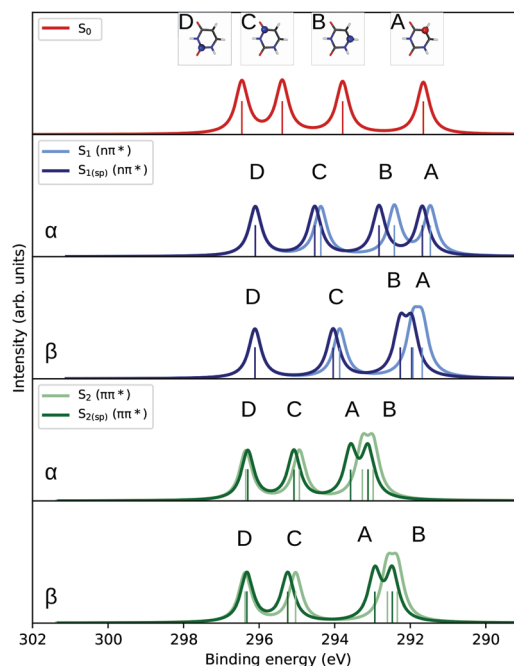 D C B A
S₀
S₁ (nπ*)
S₁(sp) (nπ*)
D C B A
α
B A
D C
β
S₂ (ππ*)
S₂(sp) (ππ*)
D C A B
α
D C A B
β
Intensity (arb. units)
302 300 298 296 294 292 290
Binding energy (eV)